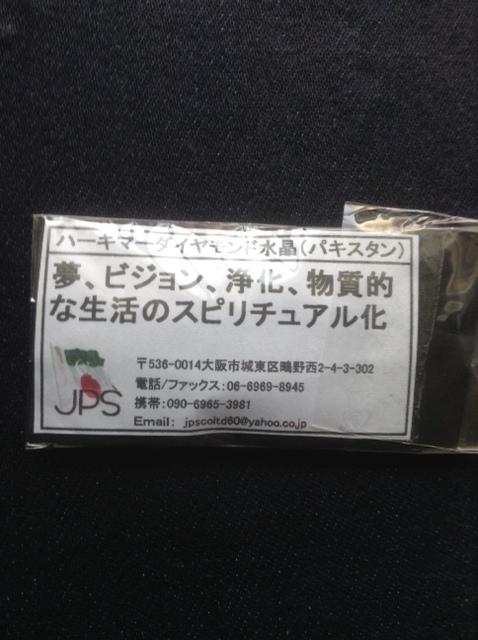 ハーキマーダイヤモンド水晶(パキスタン)
夢、ビジョン、浄化、物質的
な生活のスピリチュアル化
〒536-0014大阪市城東区鴫野西2-4-3-302
電話/ファックス:06-6969-8945
携帯:090-6965-3981
Email: jpscoltd60@yahoo.co.jp
JPS